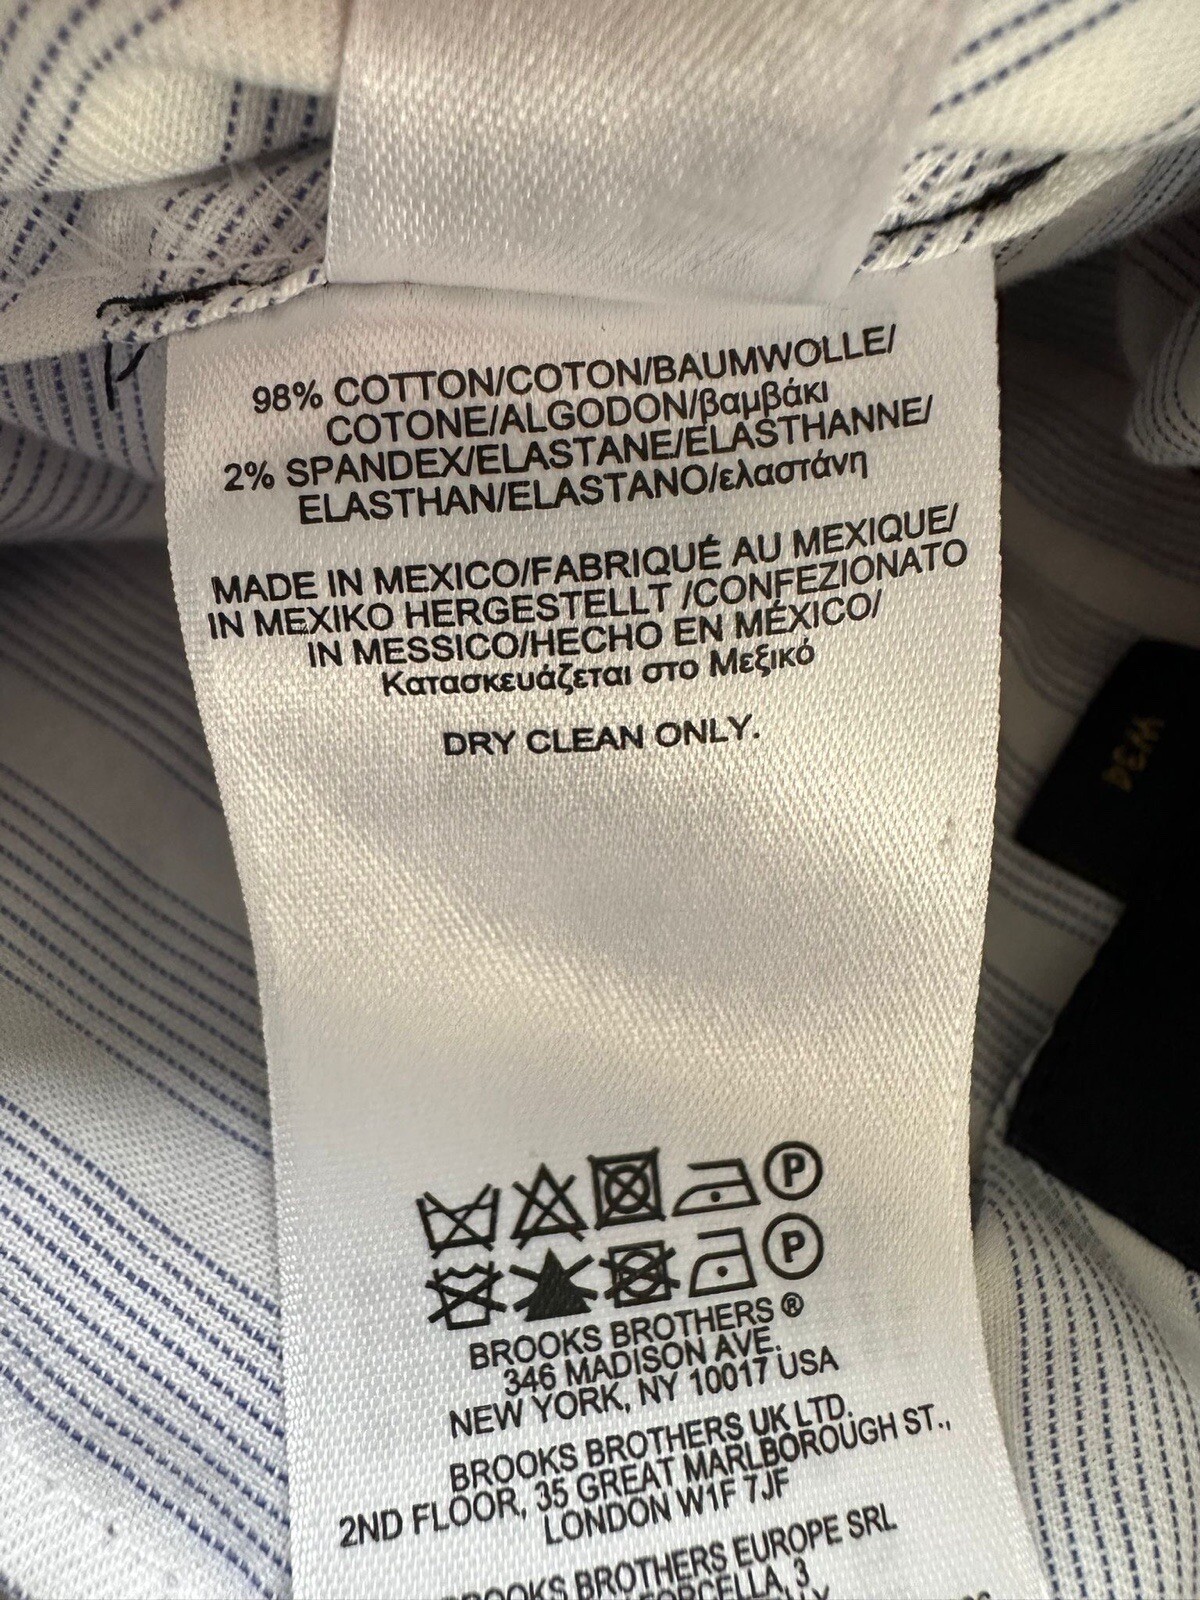 98% COTTON/COTON/BAUMWOLLE/
COTONE/ALGODON/βαμβάκι
2% SPANDEX/ELASTANE/ELASTHANNE/
ELASTHAN/ELASTANO/ελαστάνη
MADE IN MEXICO/FABRIQUÉ AU MEXIQUE/
IN MEXIKO HERGESTELLT /CONFEZIONATO
IN MESSICO/HECHO EN MÉXICO/
Κατασκευάζεται στο Μεξικό
DRY CLEAN ONLY.
P
P
BROOKS BROTHERS ®
346 MADISON AVE.
NEW YORK, NY 10017 USA
BROOKS BROTHERS UK LTD.
2ND FLOOR, 35 GREAT MARLBOROUGH ST.,
LONDON W1F 7JF
BROOKS BROTHERS EUROPE SRL
FORCELLA, 3
W34